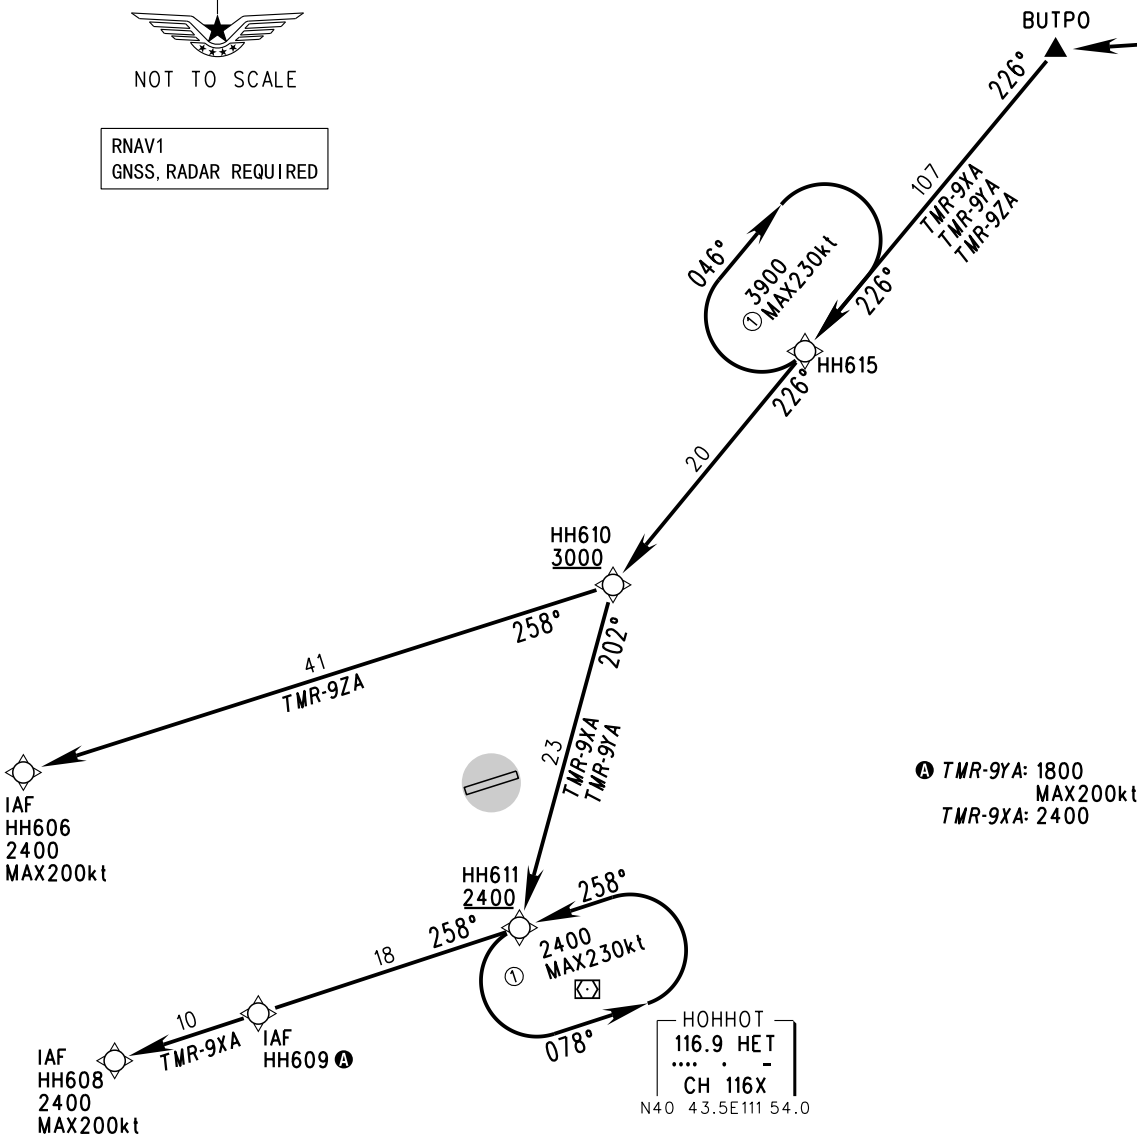 BUTPO
NOT TO SCALE
RNAV1
GNSS, RADAR REQUIRED
226°
107
TMR-9XA
TMR-9YA
TMR-9ZA
046°
3900
① MAX230kt
226°
HH615
226°
20
HH610
3000
258°
202°
41
TMR-9ZA
23
TMR-9XA
TMR-9YA
IAF
HH606
2400
MAX200kt
A TMR-9YA: 1800
MAX200kt
TMR-9XA: 2400
HH611
2400
258°
258°
18
2400
① MAX230kt
078°
10
TMR-9XA
IAF
HH609 A
IAF
HH608
2400
MAX200kt
HOHHOT
116.9 HET
.... . -
CH 116X
N40 43.5E111 54.0